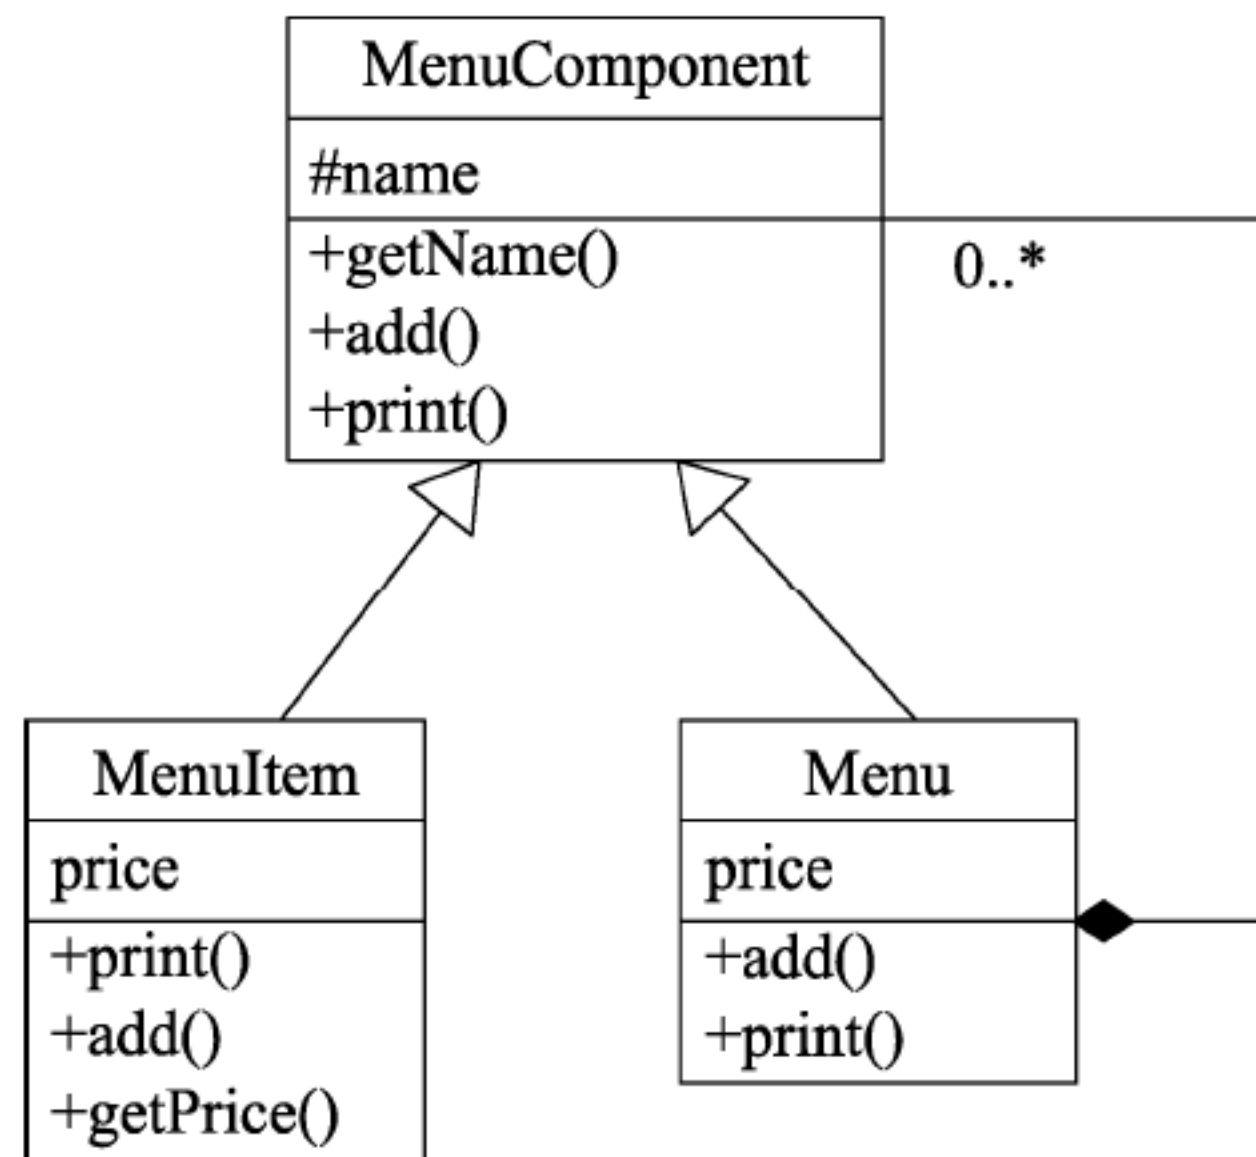 MenuComponent
#name
+getName()
0..*
+add()
+print()
MenuItem
price
+print()
+add()
+getPrice()
Menu
price
+add()
+print()